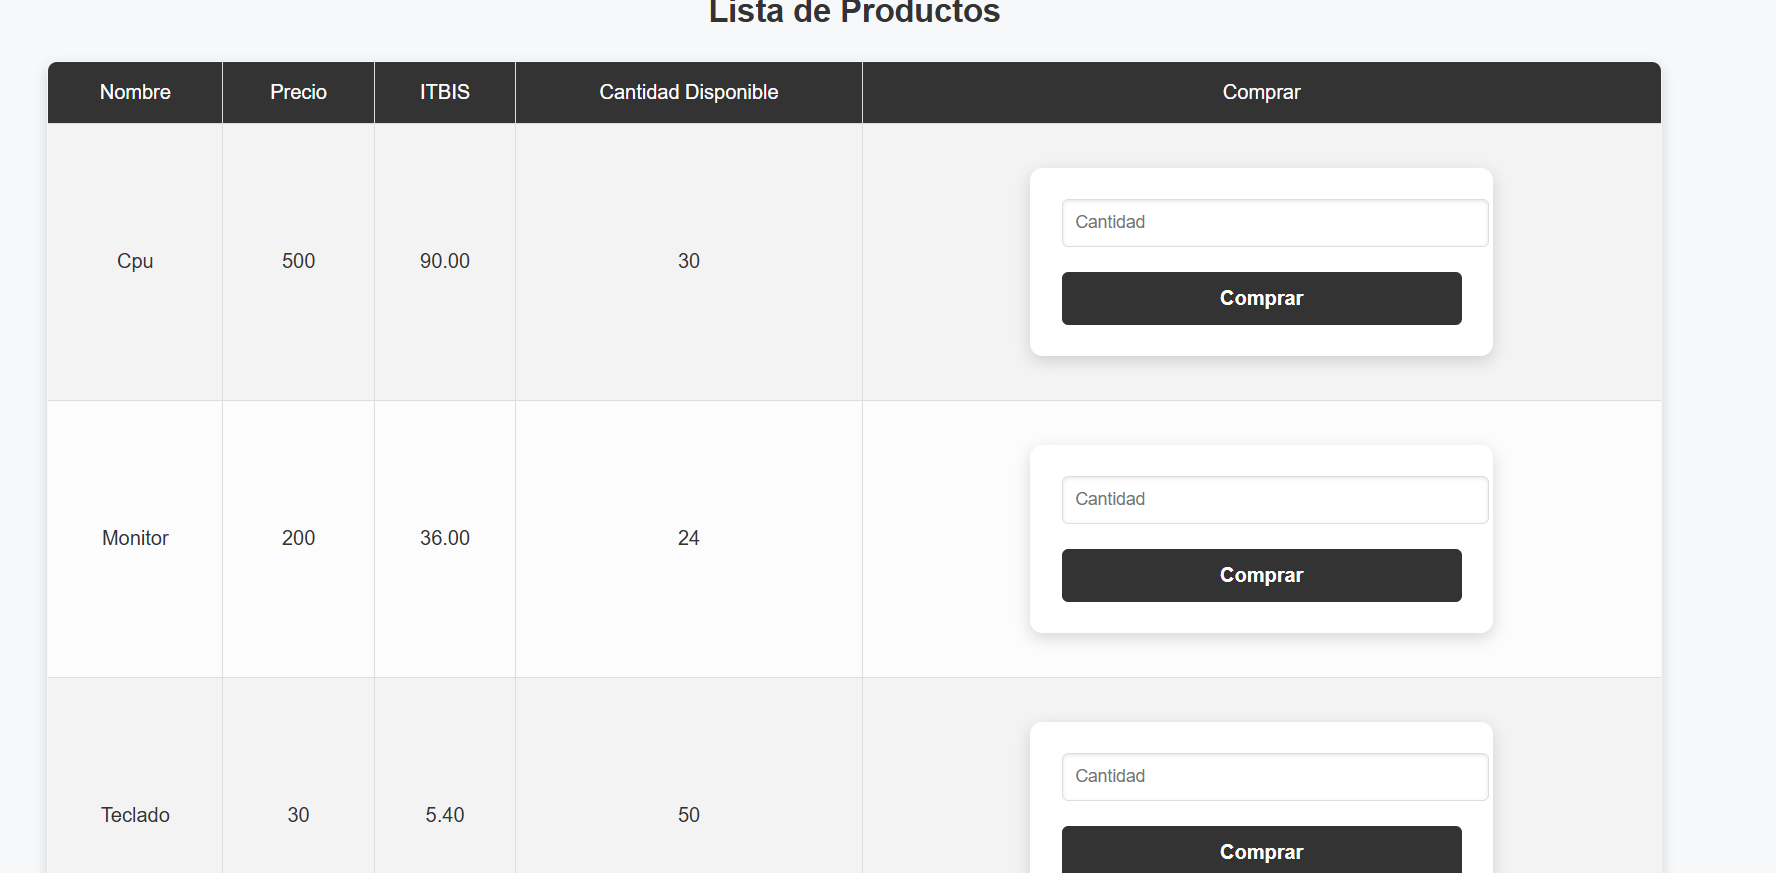 Lista de Productos
Nombre Precio ITBIS Cantidad Disponible Comprar
Cantidad
Cpu 500 90.00 30
Comprar
Cantidad
Monitor 200 36.00 24
Comprar
Cantidad
Teclado 30 5.40 50
Comprar